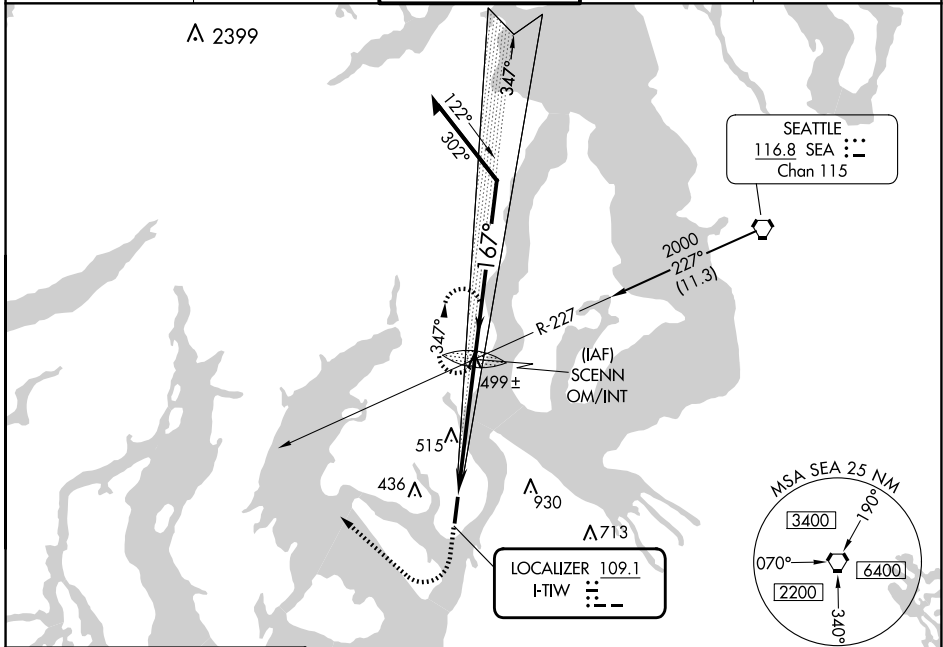 2399
347°
122°
302°
SEATTLE
116.8 SEA
Chan 115
167°
2000
227°
(11.3)
R-227
347°
(IAF)
SCENN
OM/INT
499 ±
515
436
930
713
LOCALIZER 109.1
I-TIW
MSA SEA 25 NM
3400
190°
070°
6400
2200
340°